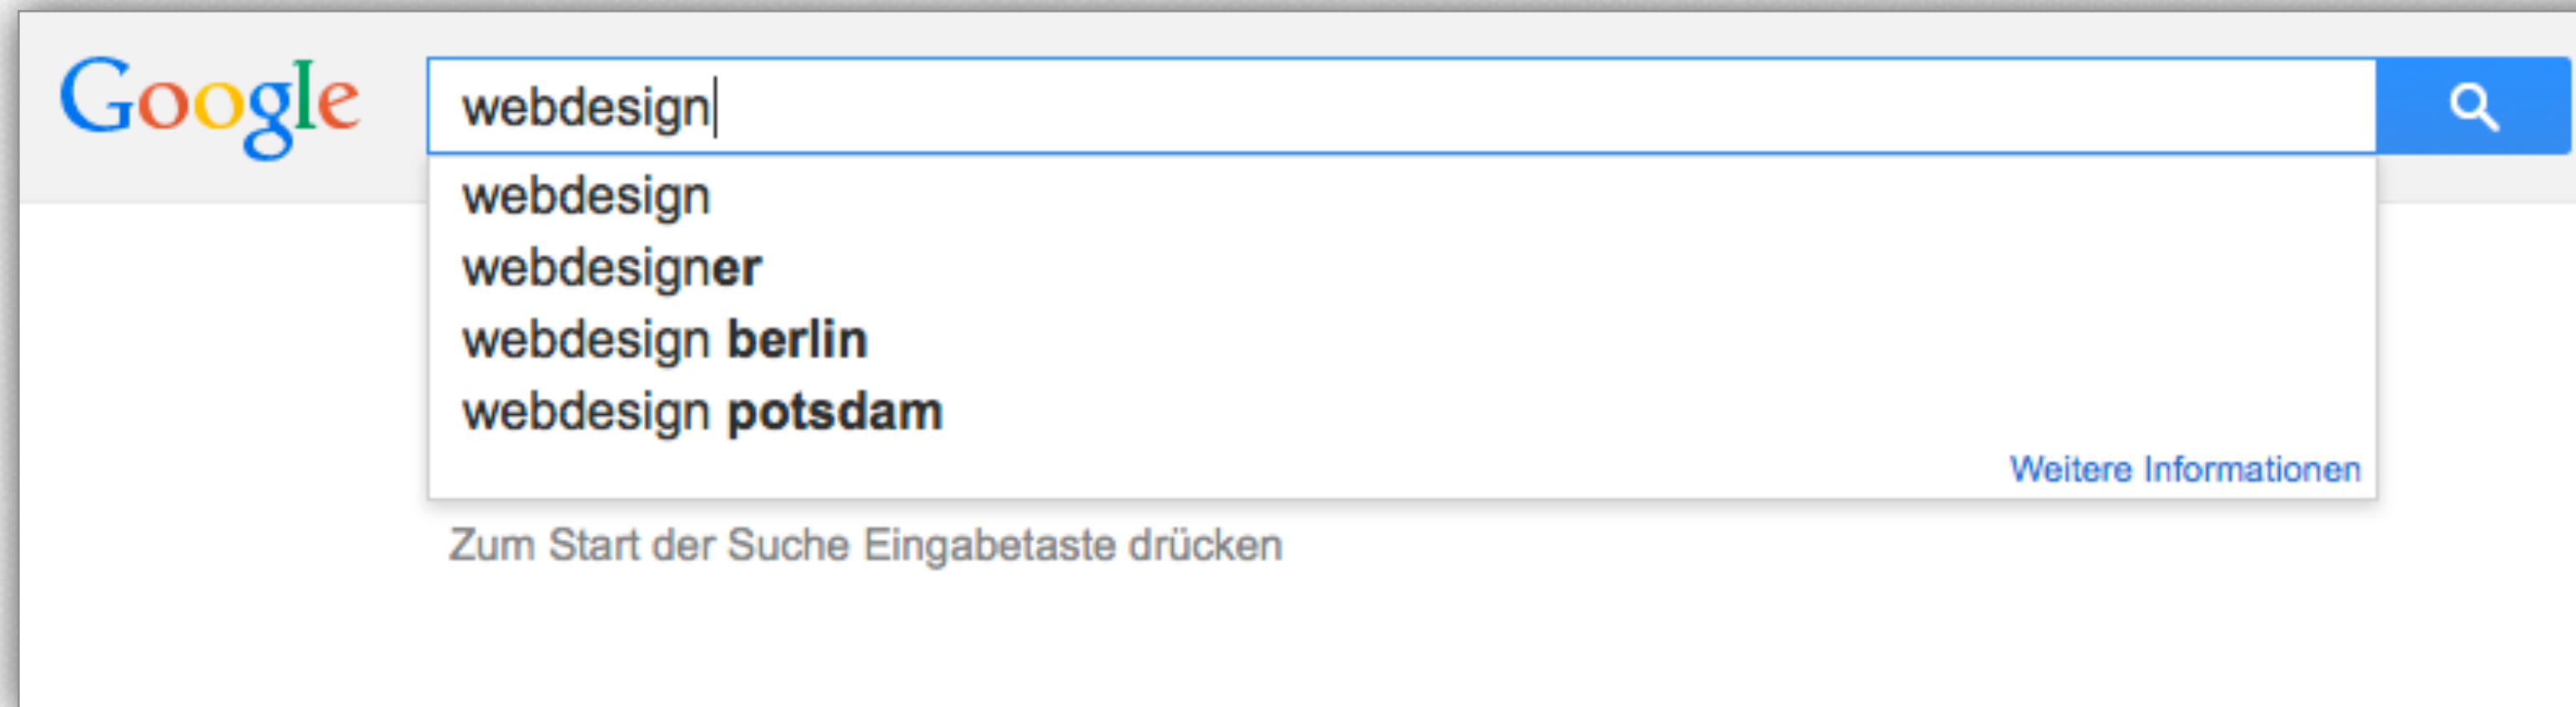 Google
webdesign
webdesign
webdesigner
webdesign berlin
webdesign potsdam
Weitere Informationen
Zum Start der Suche Eingabetaste drücken